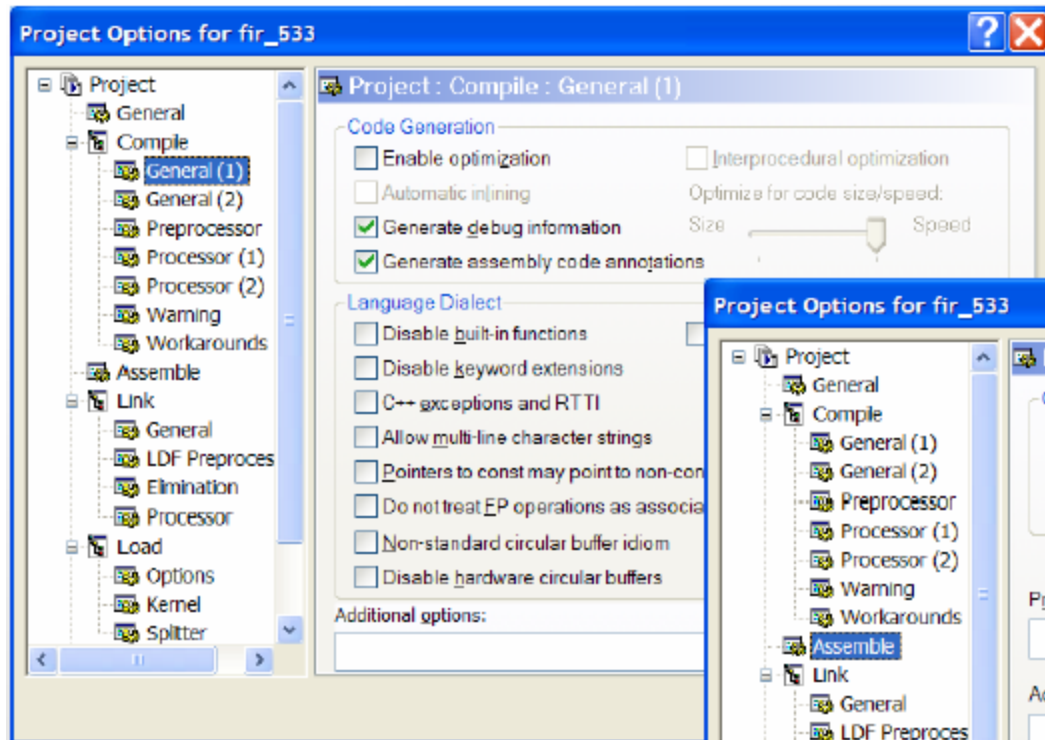 Project Options for fir_533
Project
General
Compile
General (1)
General (2)
Preprocessor
Processor (1)
Processor (2)
Warning
Workarounds
Assemble
Link
General
LDF Preproces
Elimination
Processor
Load
Options
Kernel
Splitter
Project : Compile : General (1)
Code Generation
Enable optimization
Interprocedural optimization
Automatic inlining
Optimize for code size/speed:
Generate debug information
Size Speed
Generate assembly code annotations
Language Dialect
Disable built-in functions
Disable keyword extensions
C++ exceptions and RTTI
Allow multi-line character strings
Pointers to const may point to non-con
Do not treat FP operations as associa
Non-standard circular buffer idiom
Disable hardware circular buffers
Additional options:
Project Options for fir_533
Project
General
Compile
General (1)
General (2)
Preprocessor
Processor (1)
Processor (2)
Warning
Workarounds
Assemble
Link
General
LDF Preproces